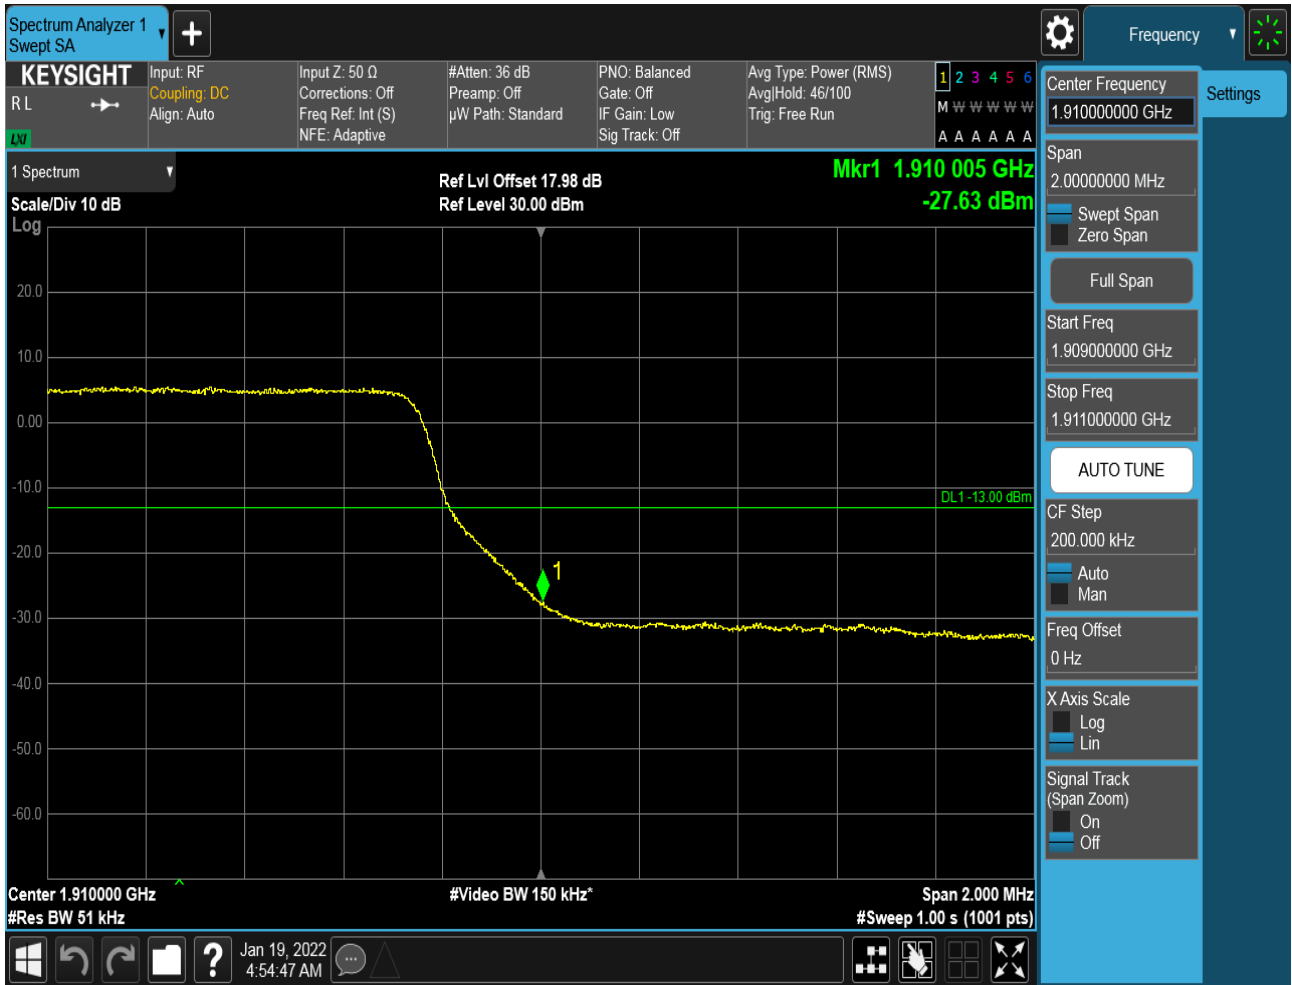 Spectrum Analyzer 1
Swept SA
Frequency
KEYSIGHT
R L
LXI
Input: RF
Coupling: DC
Align: Auto
Input Z: 50 Ω
Corrections: Off
Freq Ref: Int (S)
NFE: Adaptive
#Atten: 36 dB
Preamp: Off
µW Path: Standard
PNO: Balanced
Gate: Off
IF Gain: Low
Sig Track: Off
Avg Type: Power (RMS)
Avg|Hold: 46/100
Trig: Free Run
1 2 3 4 5 6
M W W W W W
A A A A A A
1 Spectrum
Scale/Div 10 dB
Log
Ref Lvl Offset 17.98 dB
Ref Level 30.00 dBm
Mkr1 1.910 005 GHz
-27.63 dBm
20.0
10.0
0.00
-10.0
-20.0
-30.0
-40.0
-50.0
-60.0
DL1 -13.00 dBm
1
Center 1.910000 GHz
#Res BW 51 kHz
#Video BW 150 kHz*
Span 2.000 MHz
#Sweep 1.00 s (1001 pts)
Center Frequency
1.910000000 GHz
Settings
Span
2.00000000 MHz
Swept Span
Zero Span
Full Span
Start Freq
1.909000000 GHz
Stop Freq
1.911000000 GHz
AUTO TUNE
CF Step
200.000 kHz
Auto
Man
Freq Offset
0 Hz
X Axis Scale
Log
Lin
Signal Track
(Span Zoom)
On
Off
?
Jan 19, 2022
4:54:47 AM